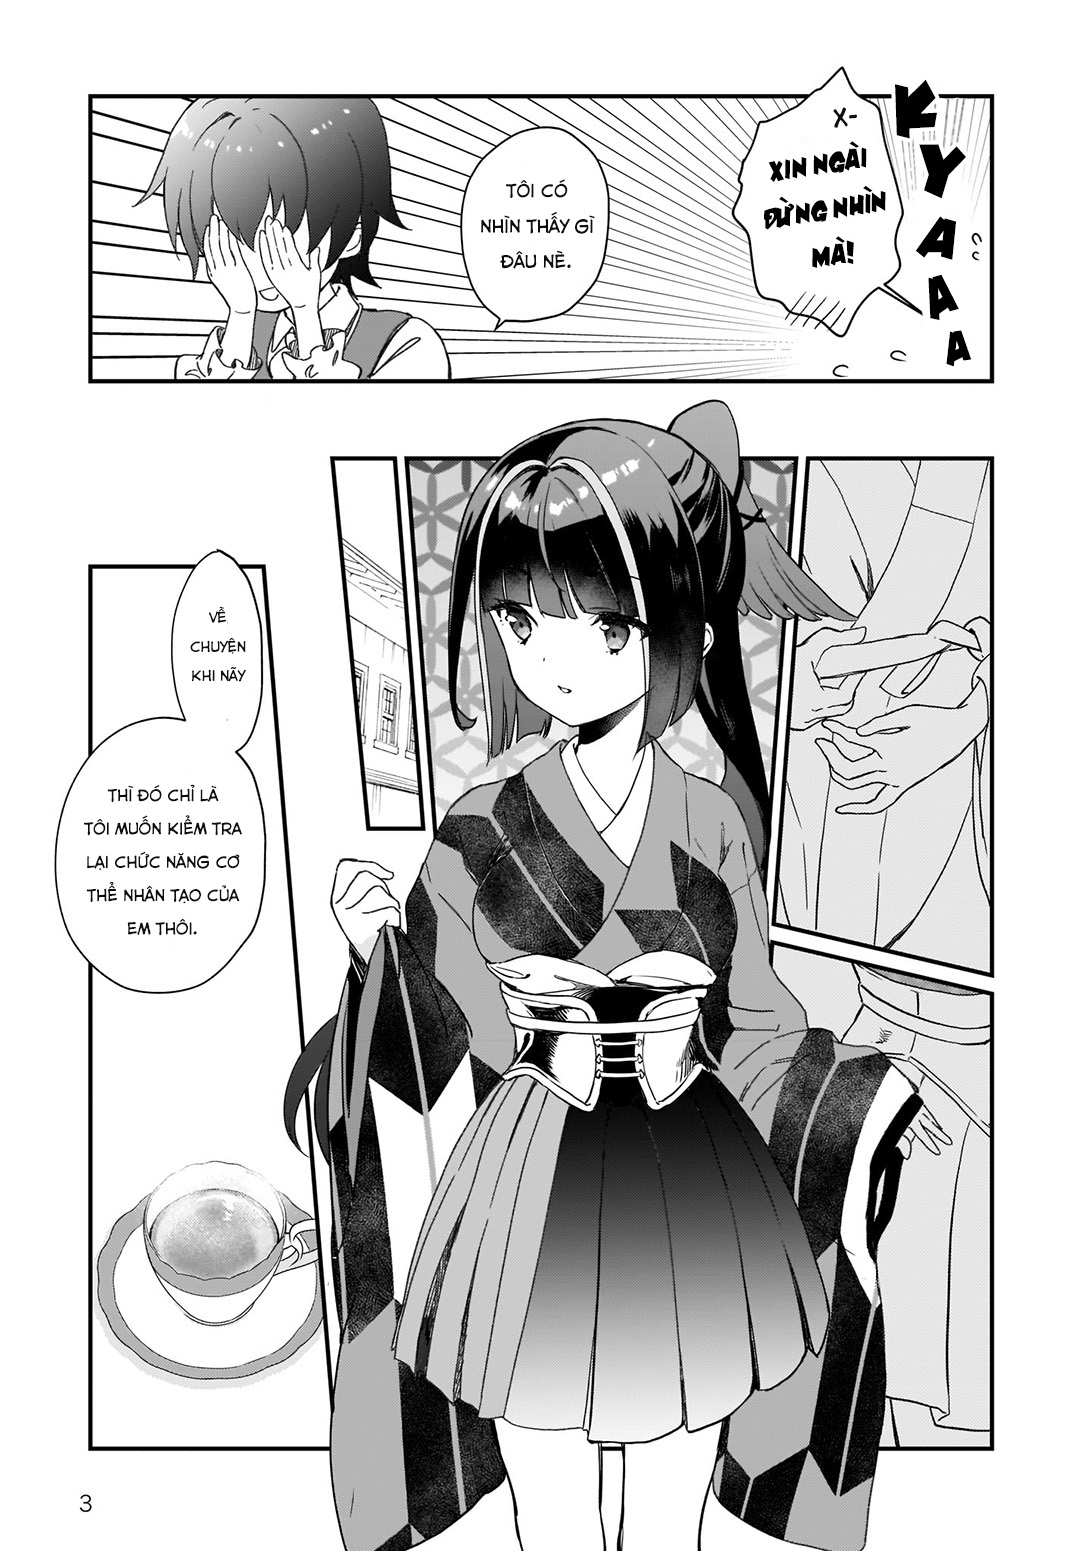 KYAAAA
X-
XIN NGÀI
ĐỪNG NHÌN
MÀ!
TÔI CÓ
NHÌN THẤY GÌ
ĐÂU NÈ.
VỀ
CHUYỆN
KHI NÃY
THÌ ĐÓ CHỈ LÀ
TÔI MUỐN KIỂM TRA
LẠI CHỨC NĂNG CƠ
THỂ NHÂN TẠO CỦA
EM THÔI.
3